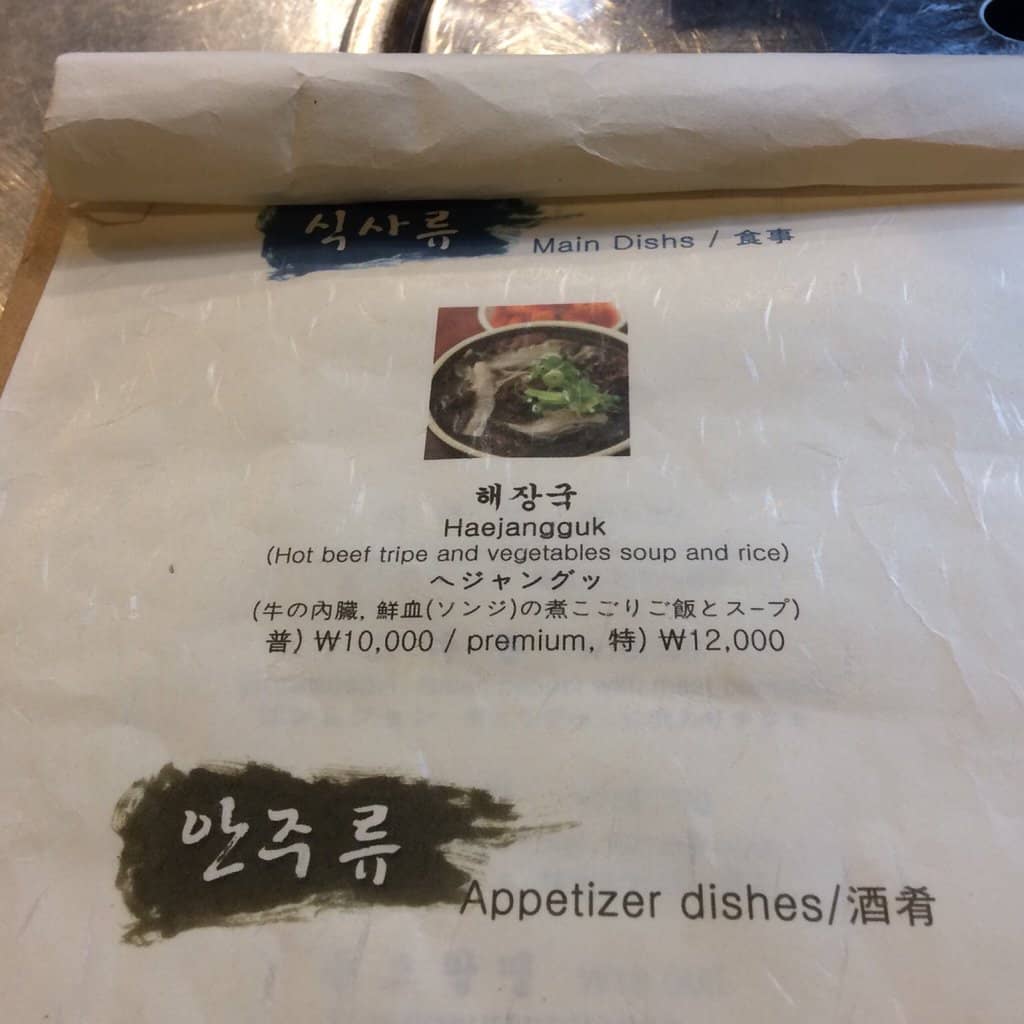 식사류 Main Dishs / 食事
해장국
Haejangguk
(Hot beef tripe and vegetables soup and rice)
ヘジャングッ
(牛の内臓, 鮮血(ソンジ)の煮こごりご飯とスープ)
普) ₩10,000 / premium, 特) ₩12,000
안주류 Appetizer dishes/酒肴